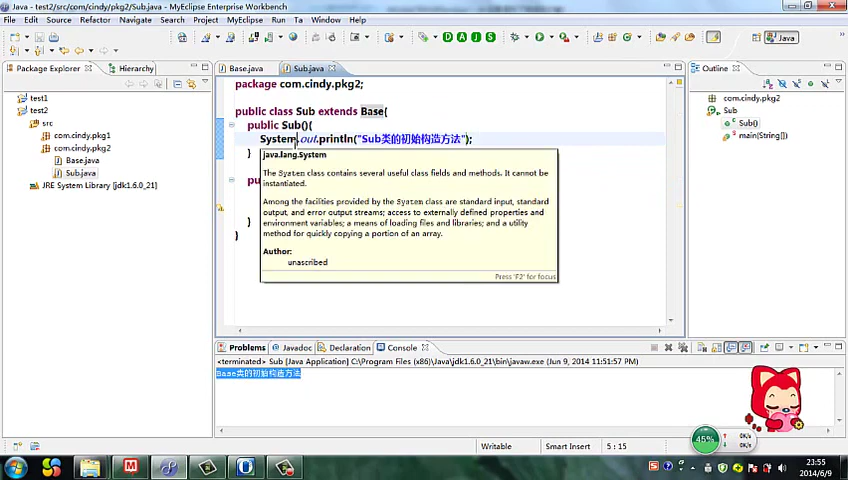 Java - test2/src/com/cindy/pkg2/Sub.java - MyEclipse Enterprise Workbench
File Edit Source Refactor Navigate Search Project MyEclipse Run Ta Window Help
Java
Package Explorer Hierarchy
test1
test2
src
com.cindy.pkg1
com.cindy.pkg2
Base.java
Sub.java
JRE System Library [jdk1.6.0_21]
Base.java Sub.java
package com.cindy.pkg2;
public class Sub extends Base{
public Sub(){
System.out.println("Sub类的初始构造方法");
}
java.lang.System
The System class contains several useful class fields and methods. It cannot be
instantiated.
pu
Among the facilities provided by the System class are standard input, standard
output, and error output streams; access to externally defined properties and
environment variables; a means of loading files and libraries; and a utility
method for quickly copying a portion of an array.
}
}
Author:
unascribed
Press 'F2' for focus
Outline
com.cindy.pkg2
Sub
Sub()
main(String[])
Problems Javadoc Declaration Console
<terminated> Sub [Java Application] C:\Program Files (x86)\Java\jdk1.6.0_21\bin\javaw.exe (Jun 9, 2014 11:51:57 PM)
Base类的初始构造方法
45% 0K/s
0K/s
Writable Smart Insert 5 : 15
23:55
2014/6/9